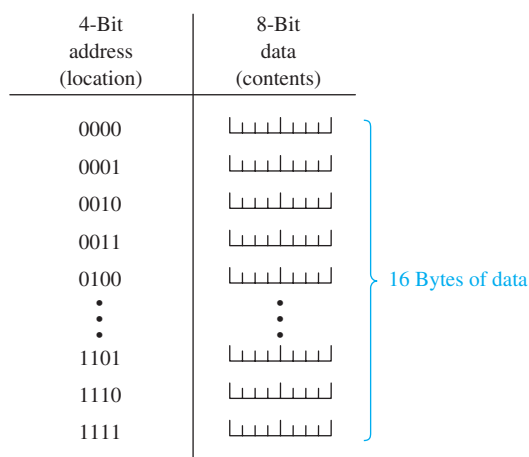 4-Bit address (location)
8-Bit data (contents)
0000
0001
0010
0011
0100
1101
1110
1111
16 Bytes of data